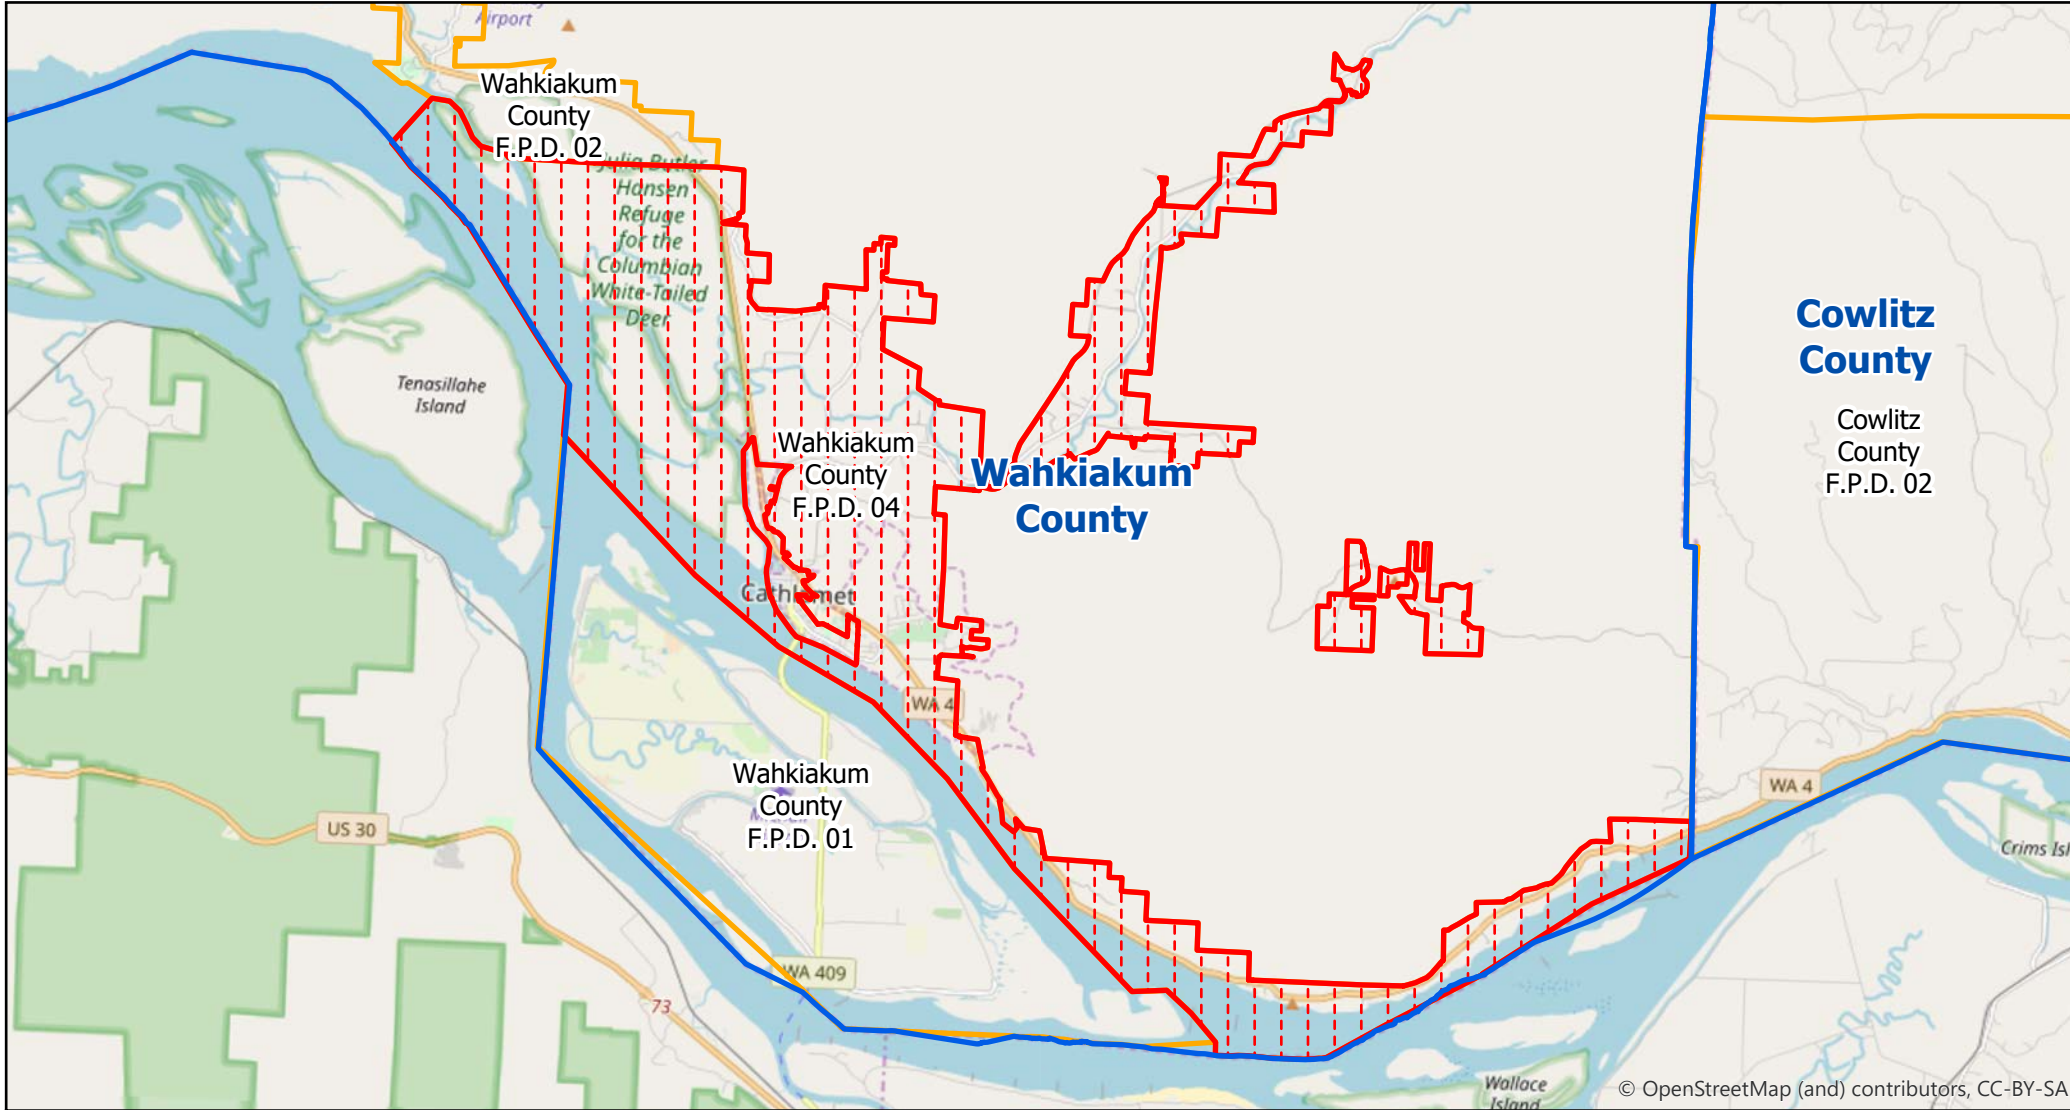 Airport
Wahkiakum
County
F.P.D. 02
Julia Butler
Hansen
Refuge
for the
Columbian
White-Tailed
Deer
Cowlitz
County
Cowlitz
County
F.P.D. 02
Tenasillahe
Island
Wahkiakum
County
F.P.D. 04
Wahkiakum
County
Cathlamet
WA 4
Wahkiakum
County
F.P.D. 01
WA 4
US 30
Crims Isl
WA 409
73
Wallace
Island
© OpenStreetMap (and) contributors, CC-BY-SA